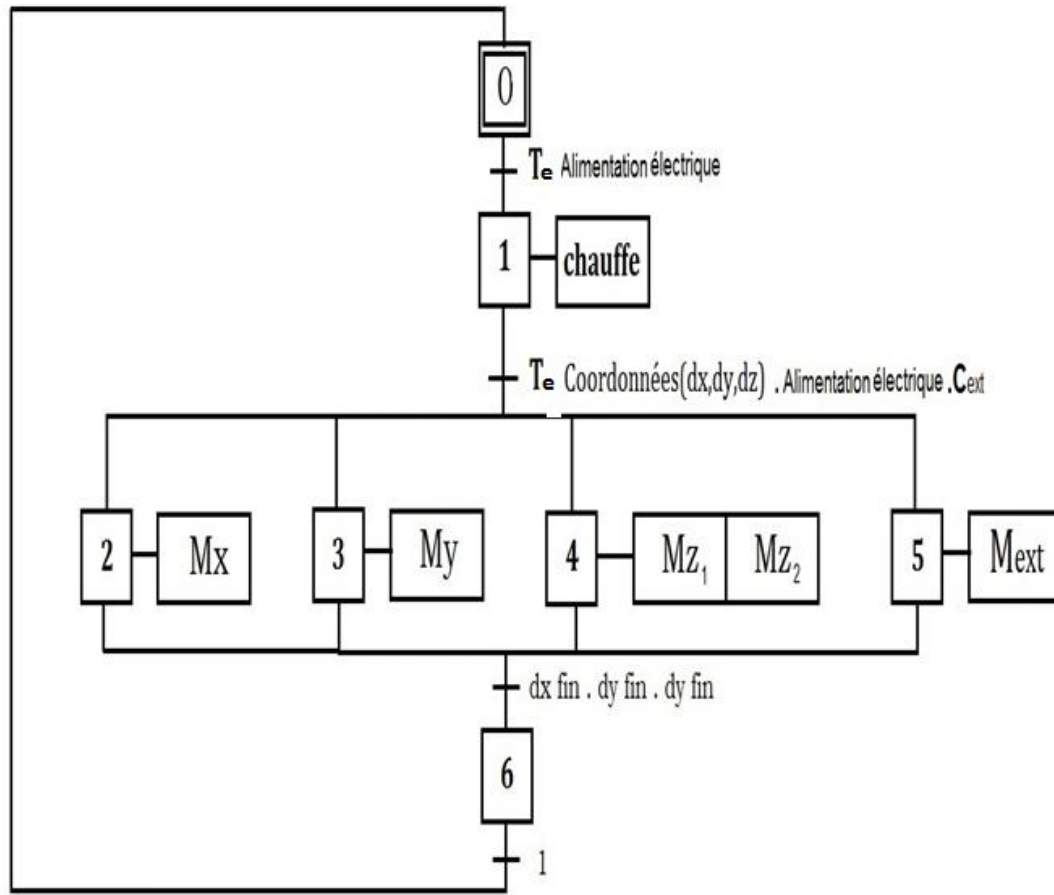 0
Te Alimentation électrique
1 chauffe
Te Coordonnées(dx,dy,dz) . Alimentation électrique .Cext
2 Mx 3 My 4 Mz1 Mz2 5 Mext
dx fin . dy fin . dy fin
6
1